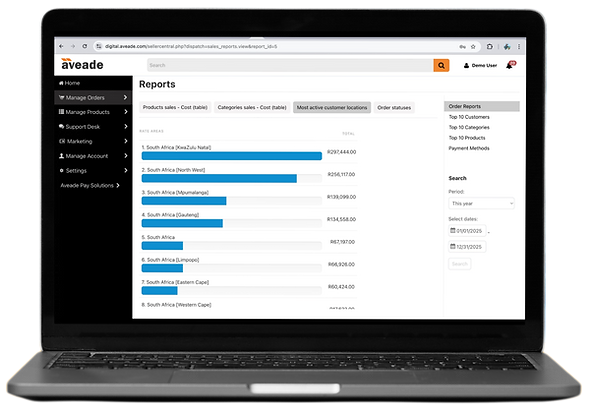 digital.aveade.com/sellercentral.php?dispatch=sales_reports.view&report_id=5
aveade
Search
Demo User
Home
Manage Orders
Manage Products
Support Desk
Marketing
Manage Account
Settings
Aveade Pay Solutions
Reports
Products sales - Cost (table)
Categories sales - Cost (table)
Most active customer locations
Order statuses
TOTAL
1. South Africa [KwaZulu Natal]
R297,444.00
2. South Africa [North West]
R256,117.00
3. South Africa [Mpumalanga]
R139,099.00
4. South Africa [Gauteng]
R134,558.00
5. South Africa
R67,197.00
6. South Africa [Limpopo]
R66,926.00
7. South Africa [Eastern Cape]
R60,424.00
8. South Africa [Western Cape]
Order Reports
Top 10 Customers
Top 10 Categories
Top 10 Products
Payment Methods
Search
Period:
This year
Select dates:
01/01/2025 -
12/31/2025
Search